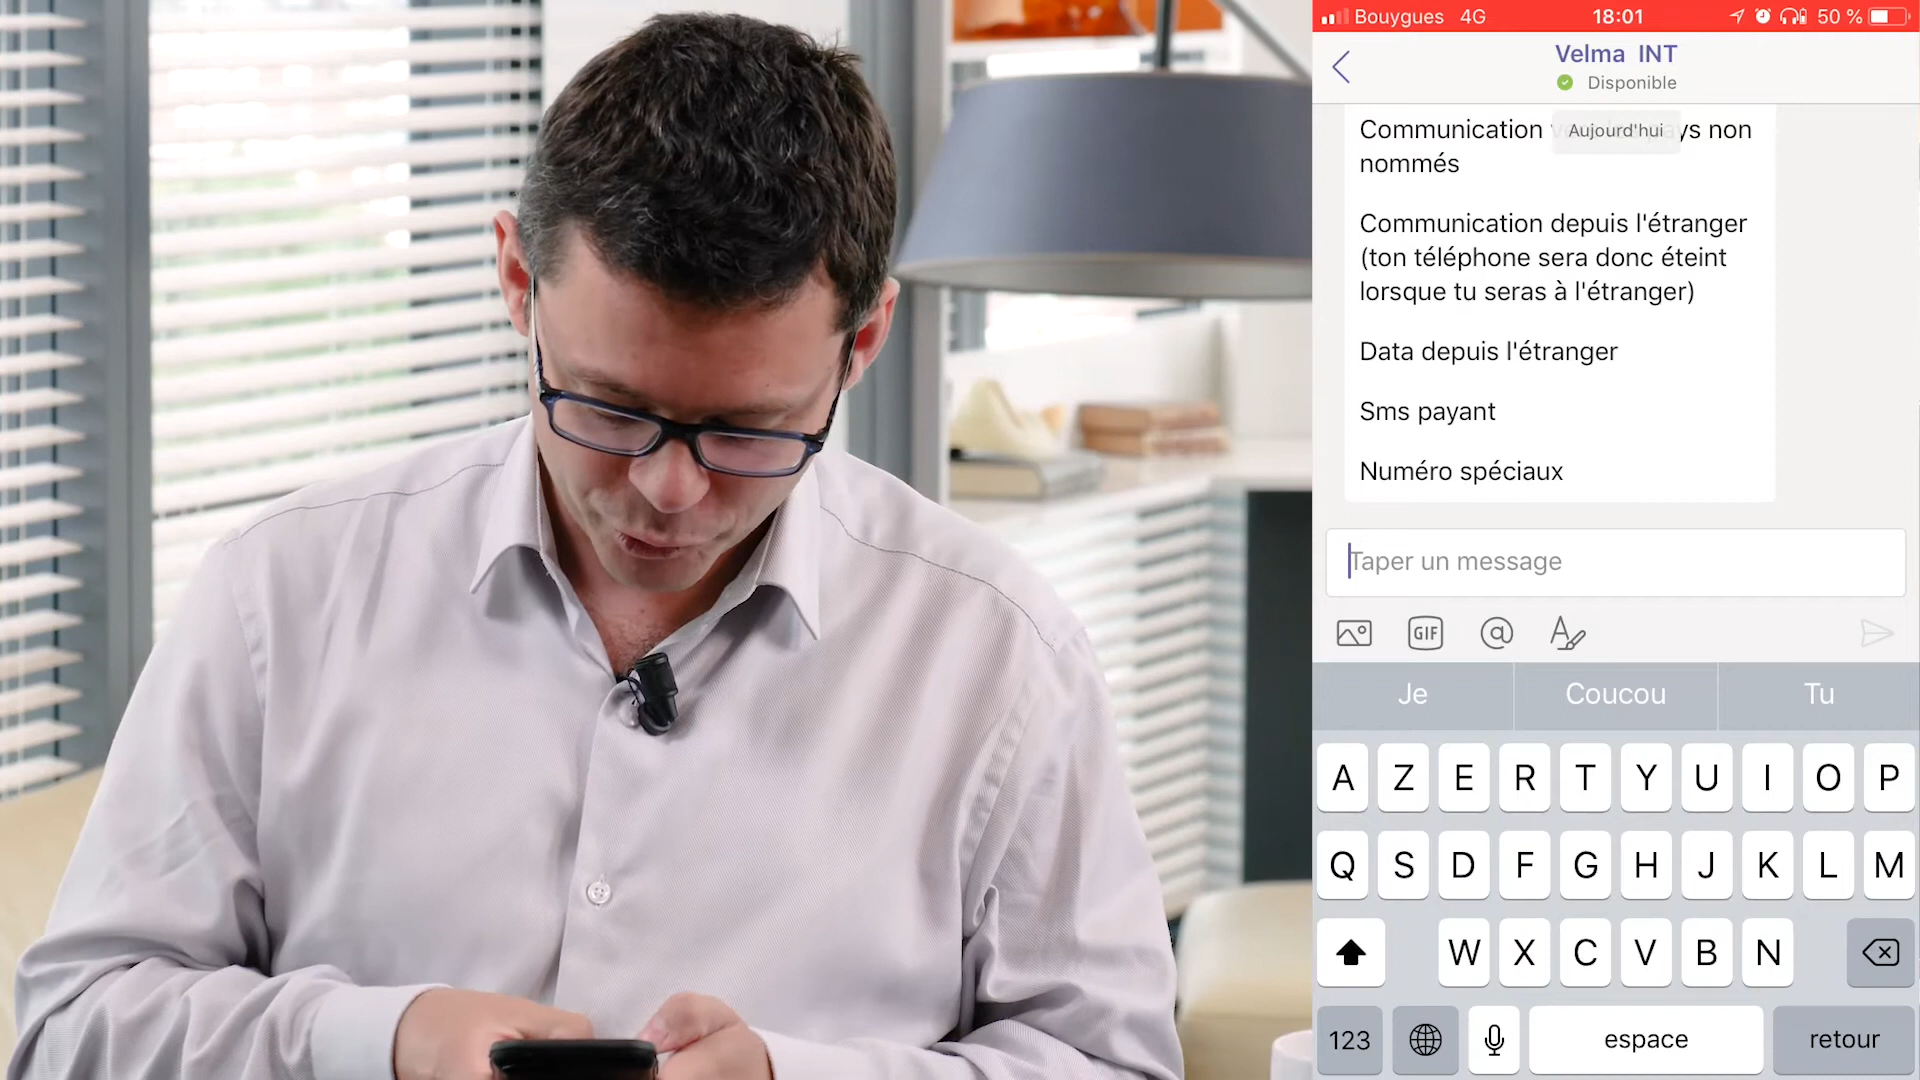 Bouygues 4G 18:01 50 %
Velma INT
Disponible
Aujourd'hui
Communication ys non
nommés
Communication depuis l'étranger
(ton téléphone sera donc éteint
lorsque tu seras à l'étranger)
Data depuis l'étranger
Sms payant
Numéro spéciaux
Taper un message
GIF @
Je Coucou Tu
A Z E R T Y U I O P
Q S D F G H J K L M
W X C V B N
123 espace retour